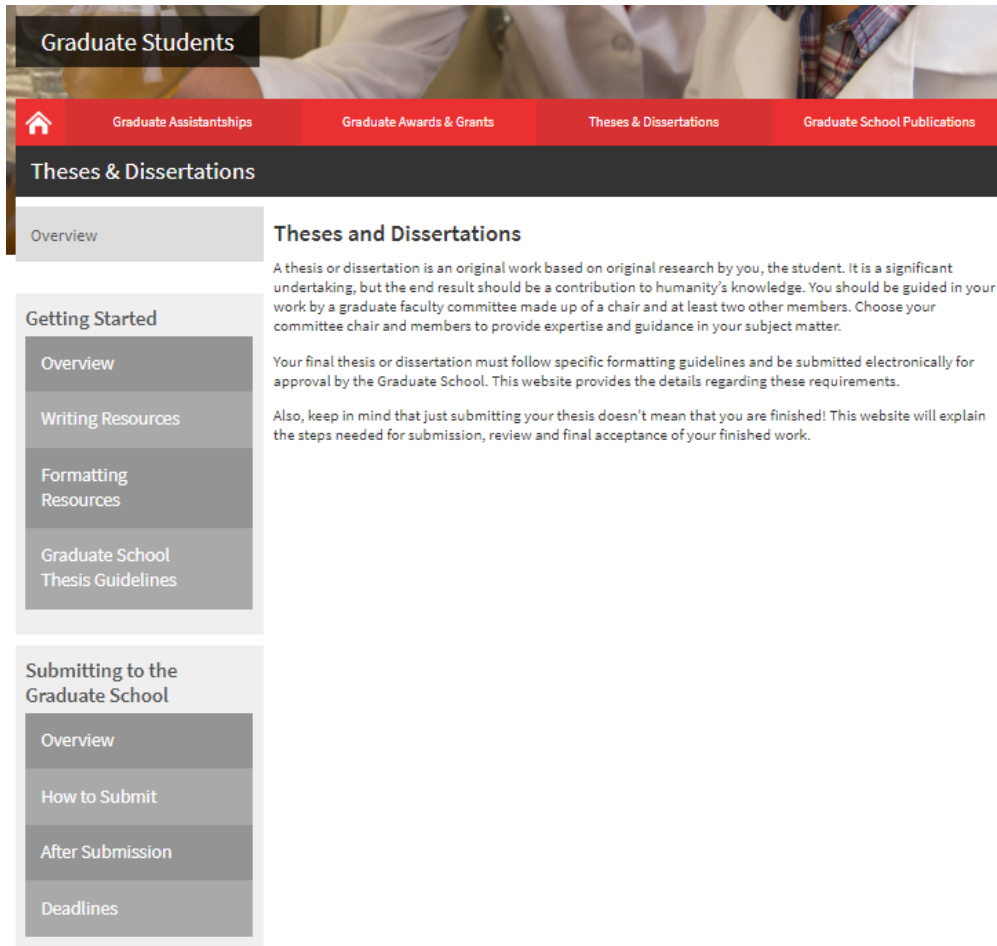 Graduate Students
Graduate Assistantships
Graduate Awards & Grants
Theses & Dissertations
Graduate School Publications
Theses & Dissertations
Overview
Theses and Dissertations
A thesis or dissertation is an original work based on original research by you, the student. It is a significant
undertaking, but the end result should be a contribution to humanity’s knowledge. You should be guided in your
work by a graduate faculty committee made up of a chair and at least two other members. Choose your
committee chair and members to provide expertise and guidance in your subject matter.
Your final thesis or dissertation must follow specific formatting guidelines and be submitted electronically for
approval by the Graduate School. This website provides the details regarding these requirements.
Also, keep in mind that just submitting your thesis doesn’t mean that you are finished! This website will explain
the steps needed for submission, review and final acceptance of your finished work.
Getting Started
Overview
Writing Resources
Formatting
Resources
Graduate School
Thesis Guidelines
Submitting to the
Graduate School
Overview
How to Submit
After Submission
Deadlines